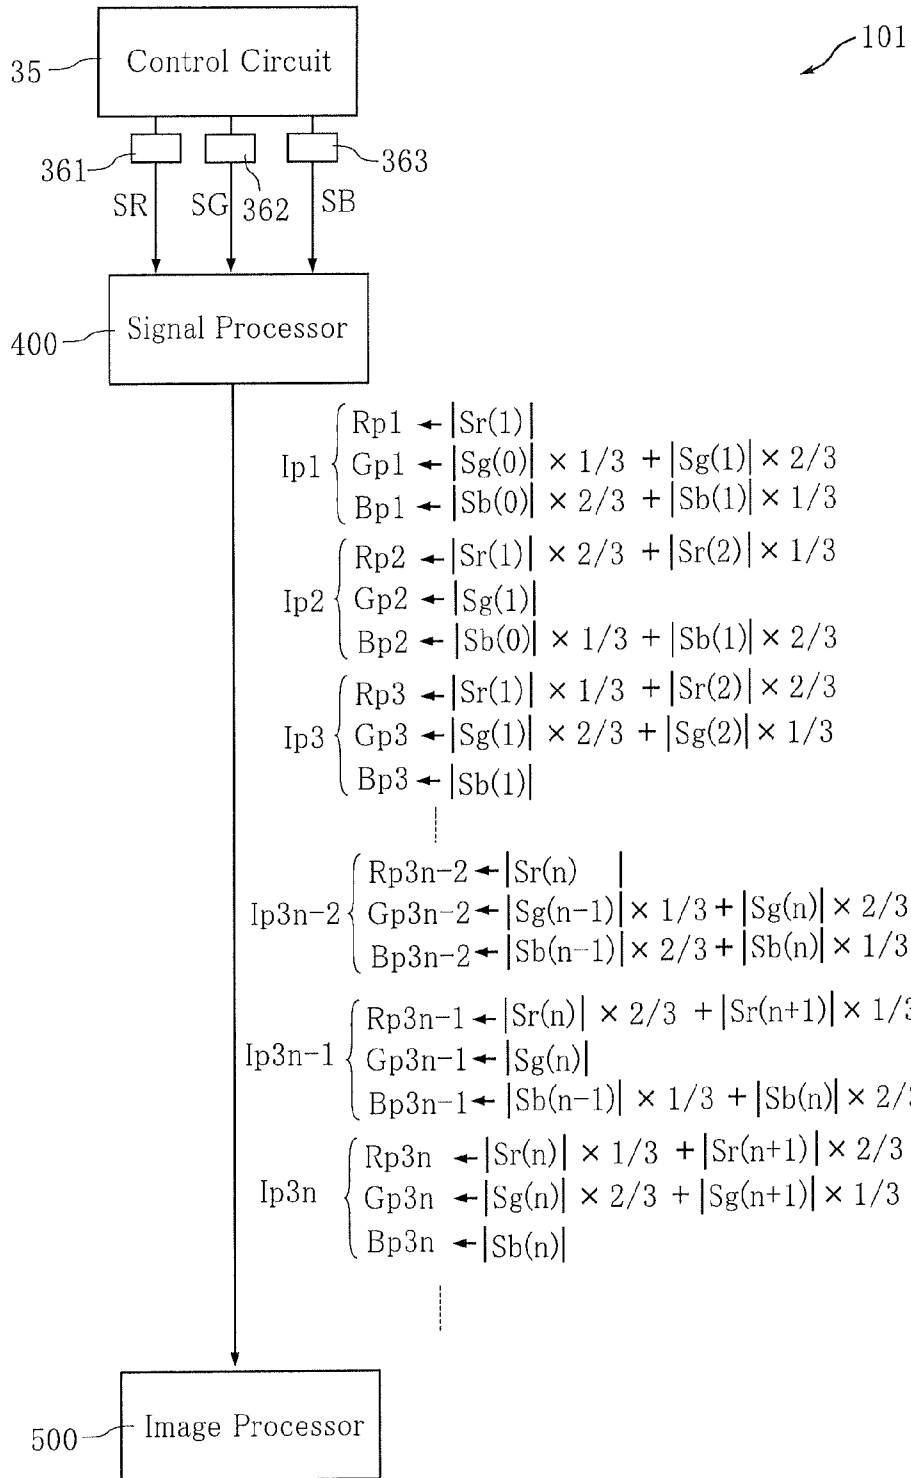 101
Control Circuit
35
361
362
363
SR
SG
SB
Signal Processor
400
Ip1
Rp1 ← |Sr(1)|
Gp1 ← |Sg(0)| × 1/3 + |Sg(1)| × 2/3
Bp1 ← |Sb(0)| × 2/3 + |Sb(1)| × 1/3
Ip2
Rp2 ← |Sr(1)| × 2/3 + |Sr(2)| × 1/3
Gp2 ← |Sg(1)|
Bp2 ← |Sb(0)| × 1/3 + |Sb(1)| × 2/3
Ip3
Rp3 ← |Sr(1)| × 1/3 + |Sr(2)| × 2/3
Gp3 ← |Sg(1)| × 2/3 + |Sg(2)| × 1/3
Bp3 ← |Sb(1)|
Ip3n-2
Rp3n-2 ← |Sr(n) |
Gp3n-2 ← |Sg(n-1)| × 1/3 + |Sg(n)| × 2/3
Bp3n-2 ← |Sb(n-1)| × 2/3 + |Sb(n)| × 1/3
Ip3n-1
Rp3n-1 ← |Sr(n)| × 2/3 + |Sr(n+1)| × 1/3
Gp3n-1 ← |Sg(n)|
Bp3n-1 ← |Sb(n-1)| × 1/3 + |Sb(n)| × 2/3
Ip3n
Rp3n ← |Sr(n)| × 1/3 + |Sr(n+1)| × 2/3
Gp3n ← |Sg(n)| × 2/3 + |Sg(n+1)| × 1/3
Bp3n ← |Sb(n)|
Image Processor
500